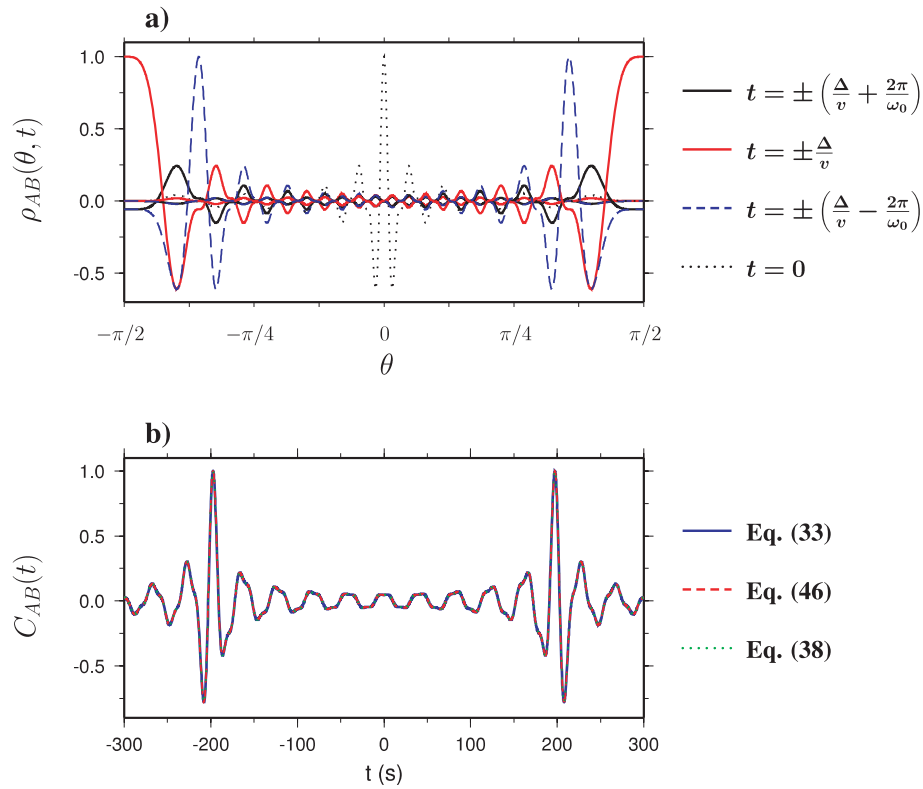 a)
ρ_AB(θ, t)
1.0
0.5
0.0
-0.5
−π/2
−π/4
0
π/4
π/2
θ
t = ± (Δ/v + 2π/ω₀)
t = ± Δ/v
t = ± (Δ/v − 2π/ω₀)
t = 0
b)
C_AB(t)
1.0
0.5
0.0
-0.5
-300
-200
-100
0
100
200
300
t (s)
Eq. (33)
Eq. (46)
Eq. (38)